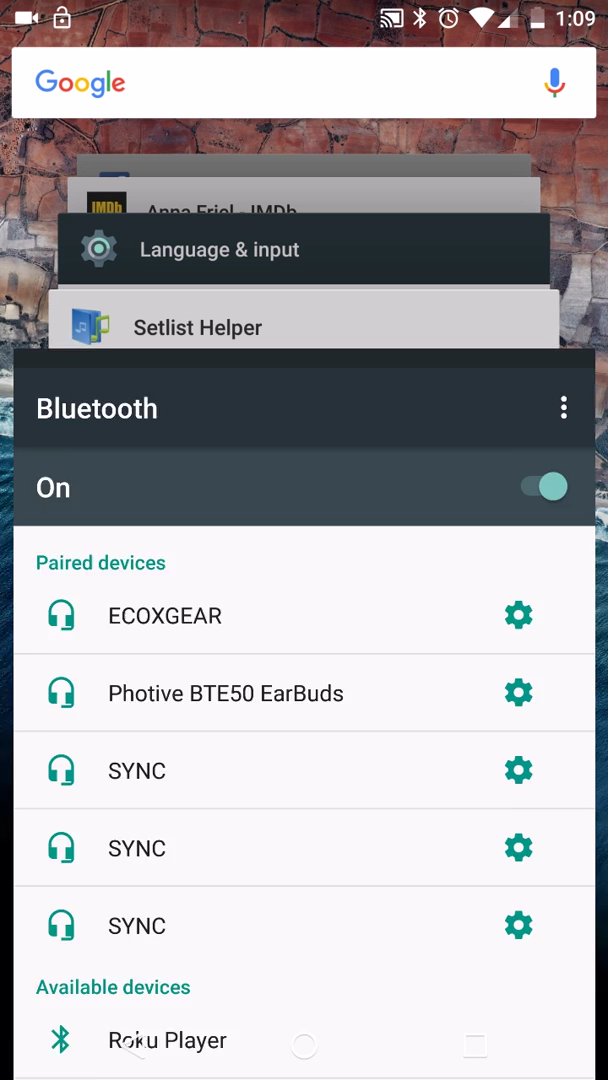 1:09
Google
IMDb Anna Friel - IMDb
Language & input
Setlist Helper
Bluetooth
On
Paired devices
ECOXGEAR
Photive BTE50 EarBuds
SYNC
SYNC
SYNC
Available devices
Roku Player